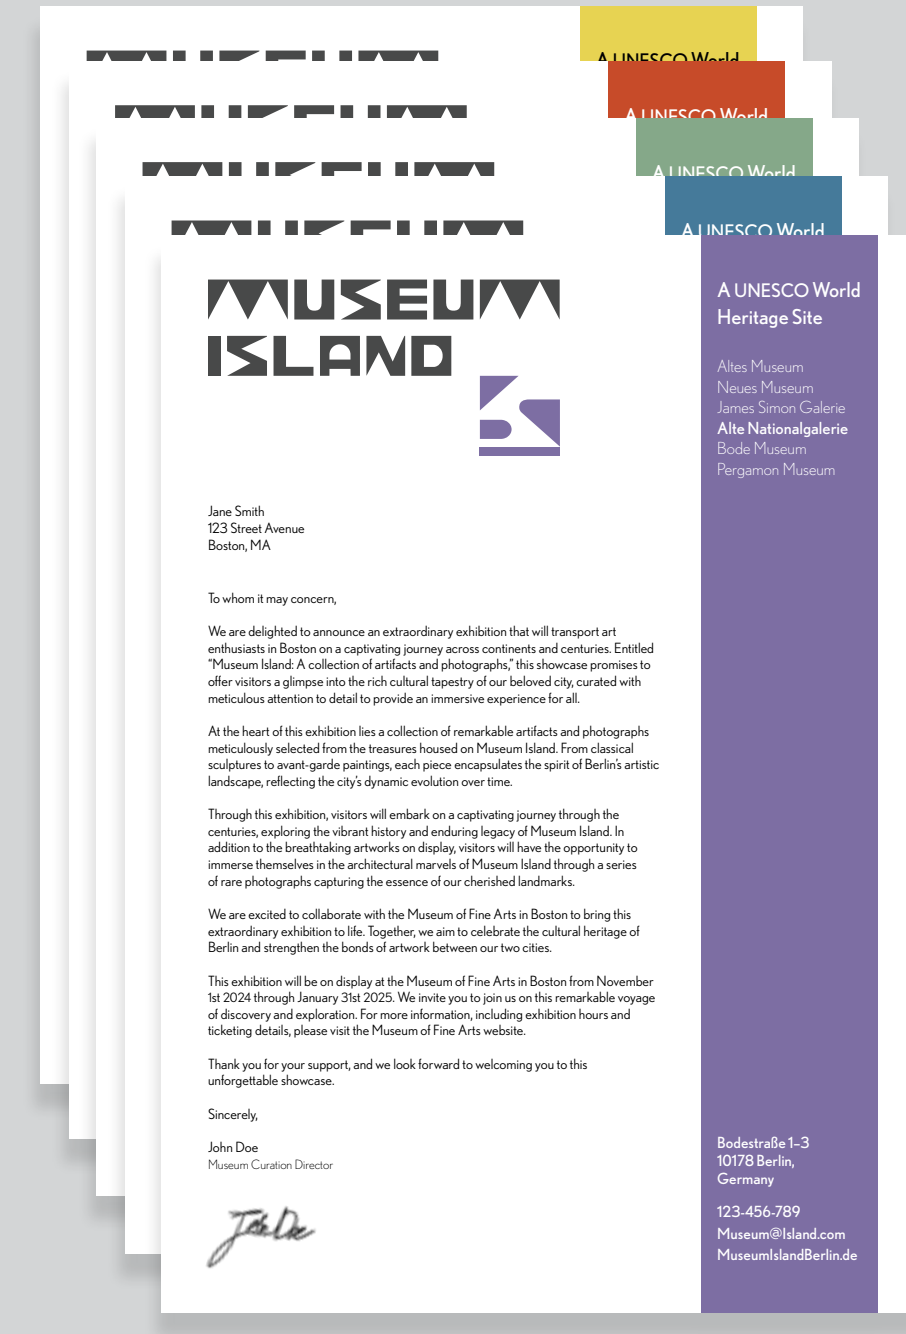 A UNESCO World
A UNESCO World
A UNESCO World
A UNESCO World
MUSEUM
ISLAND
A UNESCO World
Heritage Site
Altes Museum
Neues Museum
James Simon Galerie
Alte Nationalgalerie
Bode Museum
Pergamon Museum
Jane Smith
123 Street Avenue
Boston, MA
To whom it may concern,
We are delighted to announce an extraordinary exhibition that will transport art
enthusiasts in Boston on a captivating journey across continents and centuries. Entitled
“Museum Island: A collection of artifacts and photographs,” this showcase promises to
offer visitors a glimpse into the rich cultural tapestry of our beloved city, curated with
meticulous attention to detail to provide an immersive experience for all.
At the heart of this exhibition lies a collection of remarkable artifacts and photographs
meticulously selected from the treasures housed on Museum Island. From classical
sculptures to avant-garde paintings, each piece encapsulates the spirit of Berlin’s artistic
landscape, reflecting the city’s dynamic evolution over time.
Through this exhibition, visitors will embark on a captivating journey through the
centuries, exploring the vibrant history and enduring legacy of Museum Island. In
addition to the breathtaking artworks on display, visitors will have the opportunity to
immerse themselves in the architectural marvels of Museum Island through a series
of rare photographs capturing the essence of our cherished landmarks.
We are excited to collaborate with the Museum of Fine Arts in Boston to bring this
extraordinary exhibition to life. Together, we aim to celebrate the cultural heritage of
Berlin and strengthen the bonds of artwork between our two cities.
This exhibition will be on display at the Museum of Fine Arts in Boston from November
1st 2024 through January 31st 2025. We invite you to join us on this remarkable voyage
of discovery and exploration. For more information, including exhibition hours and
ticketing details, please visit the Museum of Fine Arts website.
Thank you for your support, and we look forward to welcoming you to this
unforgettable showcase.
Sincerely,
John Doe
Museum Curation Director
John Doe
Bodestraße 1–3
10178 Berlin,
Germany
123-456-789
Museum@Island.com
MuseumIslandBerlin.de